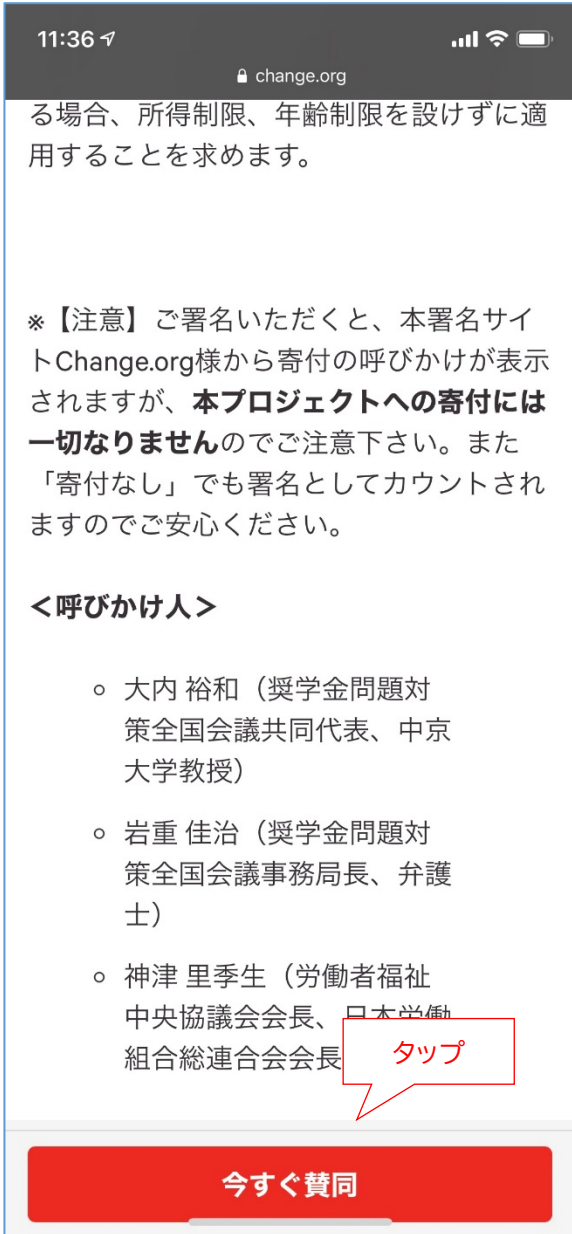 11:36
change.org
る場合、所得制限、年齢制限を設けずに適
用することを求めます。
※【注意】ご署名いただくと、本署名サイ
トChange.org様から寄付の呼びかけが表示
されますが、本プロジェクトへの寄付には
一切なりませんのでご注意下さい。また
「寄付なし」でも署名としてカウントされ
ますのでご安心ください。
＜呼びかけ人＞
大内 裕和（奨学金問題対
策全国会議共同代表、中京
大学教授）
岩重 佳治（奨学金問題対
策全国会議事務局長、弁護
士）
神津 里季生（労働者福祉
中央協議会会長、日本労働
組合総連合会会長
タップ
今すぐ賛同